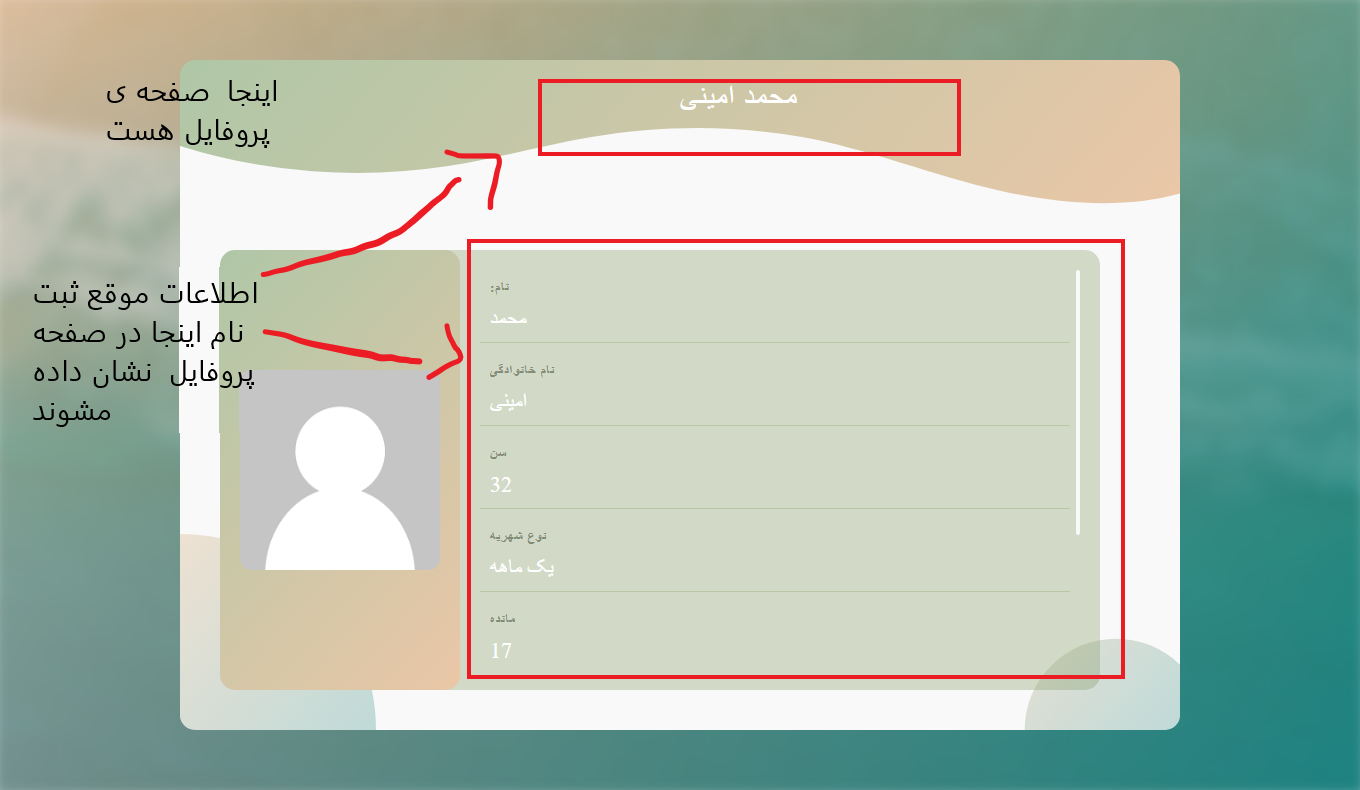 محمد امینی
اینجا صفحه ی
پروفایل هست
اطلاعات موقع ثبت
نام اینجا در صفحه
پروفایل نشان داده
مشوند
نام:
محمد
نام خانوادگی
امینی
سن
32
نوع شهریه
یک ماهه
مانده
17